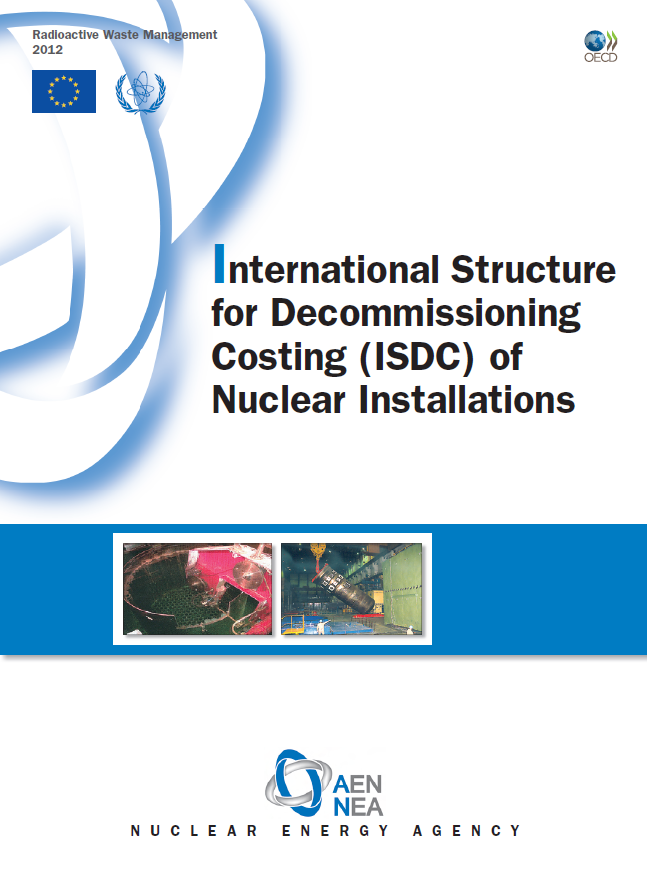 Radioactive Waste Management
2012
OECD
International Structure
for Decommissioning
Costing (ISDC) of
Nuclear Installations
AEN
NEA
NUCLEAR ENERGY AGENCY